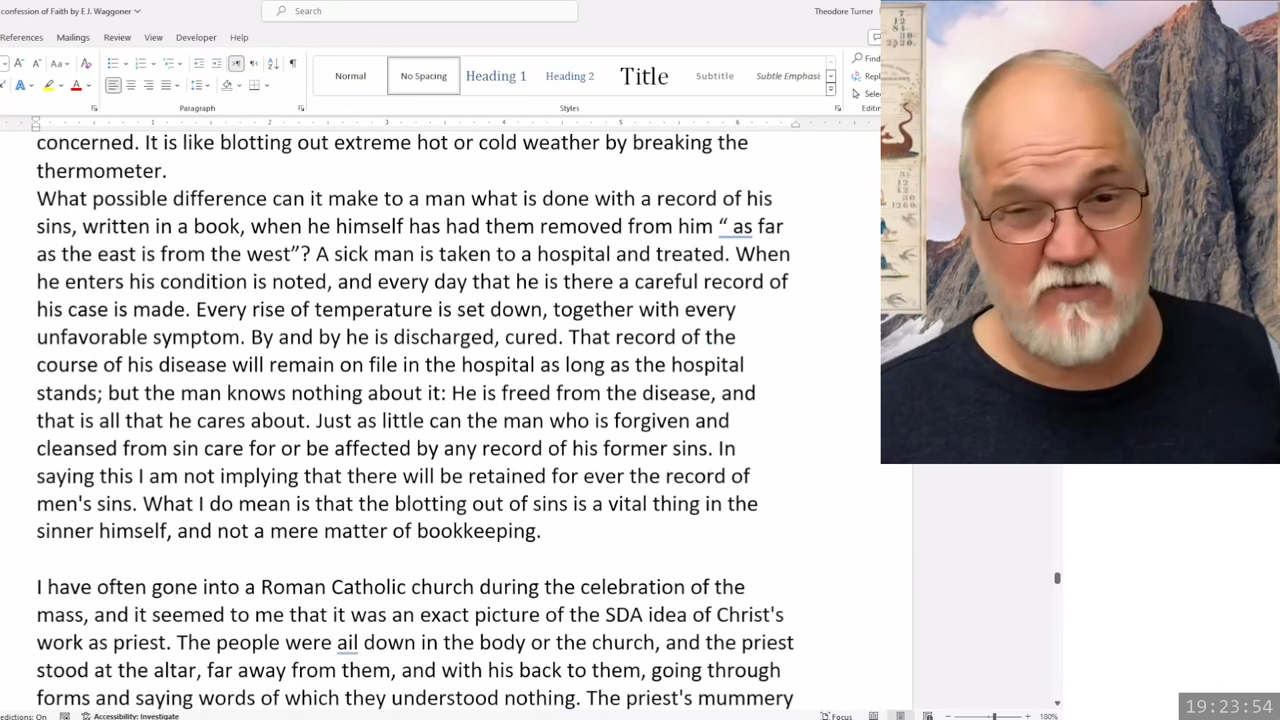 confession of Faith by E.J. Waggoner
Search
Theodore Turner
References Mailings Review View Developer Help
Normal No Spacing Heading 1 Heading 2 Title Subtitle Subtle Emphasi
Find
Repl
Selec
Paragraph Styles Editin
1 2 3 4 5 6
concerned. It is like blotting out extreme hot or cold weather by breaking the
thermometer.
What possible difference can it make to a man what is done with a record of his
sins, written in a book, when he himself has had them removed from him “ as far
as the east is from the west”? A sick man is taken to a hospital and treated. When
he enters his condition is noted, and every day that he is there a careful record of
his case is made. Every rise of temperature is set down, together with every
unfavorable symptom. By and by he is discharged, cured. That record of the
course of his disease will remain on file in the hospital as long as the hospital
stands; but the man knows nothing about it: He is freed from the disease, and
that is all that he cares about. Just as little can the man who is forgiven and
cleansed from sin care for or be affected by any record of his former sins. In
saying this I am not implying that there will be retained for ever the record of
men's sins. What I do mean is that the blotting out of sins is a vital thing in the
sinner himself, and not a mere matter of bookkeeping.
I have often gone into a Roman Catholic church during the celebration of the
mass, and it seemed to me that it was an exact picture of the SDA idea of Christ's
work as priest. The people were ail down in the body or the church, and the priest
stood at the altar, far away from them, and with his back to them, going through
forms and saying words of which they understood nothing. The priest's mummery
edictions: On Accessibility: Investigate Focus 180%
19:23:54
7
12